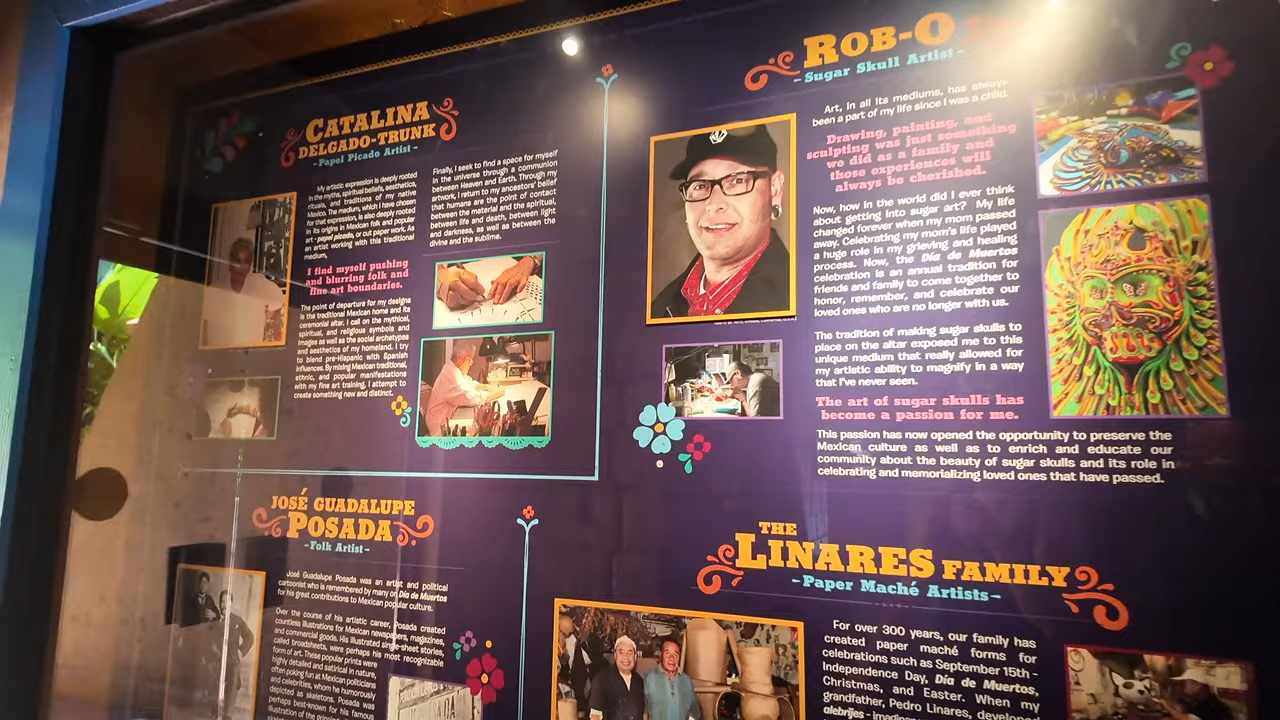 CATALINA
DELGADO-TRUNK
-Papel Picado Artist-
My artistic expression is deeply rooted
in the myths, spiritual beliefs, aesthetics,
rituals, and traditions of my native
Mexico. The medium, which I have chosen
for that expression, is also deeply rooted
in its origins in Mexican folk and popular
art - papel picado, or cut paper work. As
an artist working with this traditional
medium,
I find myself pushing
and blurring folk and
fine art boundaries.
The point of departure for my designs
is the traditional Mexican home and its
ceremonial altar. I call on the mythical,
spiritual, and religious symbols and
images as well as the social archetypes
and aesthetics of my homeland. I try
to blend pre-Hispanic with Spanish
influences. By mixing Mexican traditional,
ethnic, and popular manifestations
with my fine art training, I attempt to
create something new and distinct.
Finally, I seek to find a space for myself
in the universe through a communion
between Heaven and Earth. Through my
artwork, I return to my ancestors' belief
that humans are the point of contact
between the material and the spiritual,
between life and death, between light
and darkness, as well as between the
divine and the sublime.
ROB-O
-Sugar Skull Artist-
Art, in all its mediums, has always
been a part of my life since I was a child.
Drawing, painting, and
sculpting was just something
we did as a family and
those experiences will
always be cherished.
Now, how in the world did I ever think
about getting into sugar art? My life
changed forever when my mom passed
away. Celebrating my mom's life played
a huge role in my grieving and healing
process. Now, the Día de Muertos
celebration is an annual tradition for
friends and family to come together to
honor, remember, and celebrate our
loved ones who are no longer with us.
The tradition of making sugar skulls to
place on the altar exposed me to this
unique medium that really allowed for
my artistic ability to magnify in a way
that I've never seen.
The art of sugar skulls has
become a passion for me.
This passion has now opened the opportunity to preserve the
Mexican culture as well as to enrich and educate our
community about the beauty of sugar skulls and its role in
celebrating and memorializing loved ones that have passed.
JOSÉ GUADALUPE
POSADA
-Folk Artist-
José Guadalupe Posada was an artist and political
cartoonist who is remembered by many on Día de Muertos
for his great contributions to Mexican popular culture.
Over the course of his artistic career, Posada created
countless illustrations for Mexican newspapers, magazines,
and commercial goods. His illustrated single-sheet stories,
called broadsheets, were perhaps his most recognizable
form of art. These popular prints were
highly detailed and satirical in nature,
often poking fun at Mexican politicians
and celebrities, whom he humorously
depicted as skeletons. Posada was
perhaps best-known for his famous
illustration of the grinning
THE
LINARES FAMILY
-Paper Maché Artists-
For over 300 years, our family has
created paper maché forms for
celebrations such as September 15th -
Independence Day, Día de Muertos,
Christmas, and Easter. When my
grandfather, Pedro Linares, developed
alebrijes -